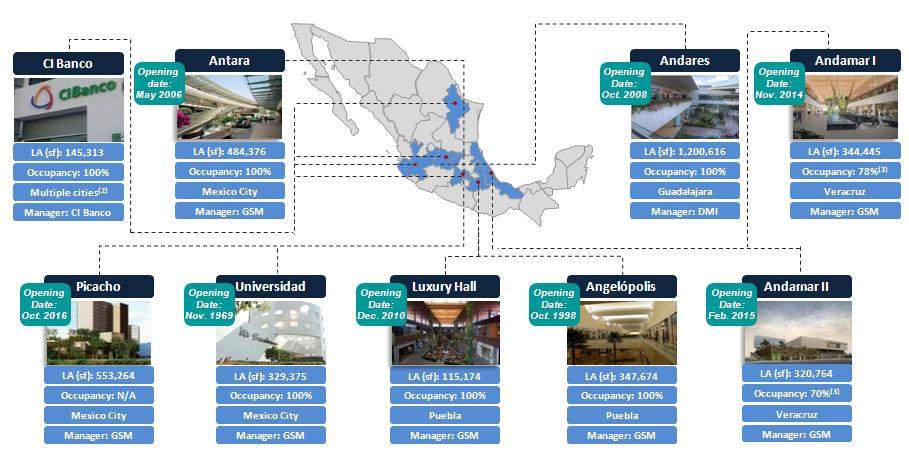 CI Banco
CIBanco
LA (sf): 145,313
Occupancy: 100%
Multiple cities(2)
Manager: CI Banco
Antara
Opening
date:
May 2006
LA (sf): 484,376
Occupancy: 100%
Mexico City
Manager: GSM
Andares
Opening
Date:
Oct. 2008
LA (sf): 1,200,616
Occupancy: 100%
Guadalajara
Manager: DMI
Andamar I
Opening
Date:
Nov. 2014
LA (sf): 344,445
Occupancy: 78%(3)
Veracruz
Manager: GSM
Picacho
Opening
Date:
Oct. 2016
LA (sf): 553,264
Occupancy: N/A
Mexico City
Manager: GSM
Universidad
Opening
Date:
Nov. 1969
LA (sf): 329,375
Occupancy: 100%
Mexico City
Manager: GSM
Luxury Hall
Opening
Date:
Dec. 2010
LA (sf): 115,174
Occupancy: 100%
Puebla
Manager: GSM
Angelópolis
Opening
Date:
Oct. 1998
LA (sf): 347,674
Occupancy: 100%
Puebla
Manager: GSM
Andamar II
Opening
Date:
Feb. 2015
LA (sf): 320,764
Occupancy: 70%(3)
Veracruz
Manager: GSM